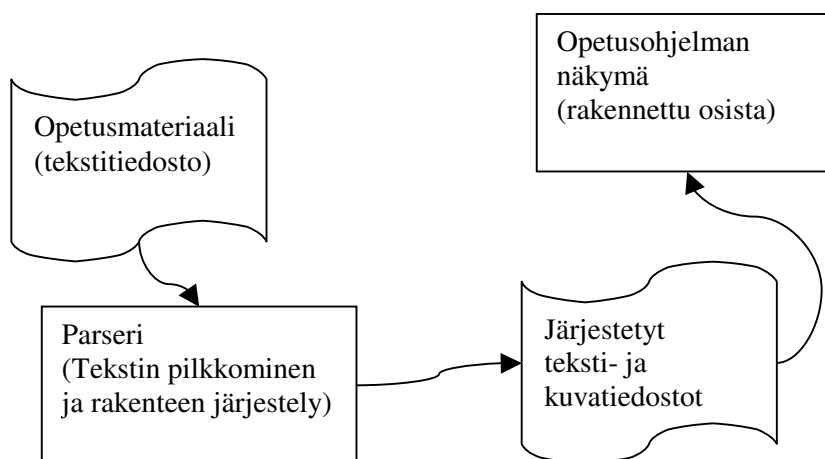 Opetusmateriaali
(tekstitiedosto)
Opetusohjelman
näkymä
(rakennettu osista)
Parseri
(Tekstin pilkkominen
ja rakenteen järjestely)
Järjestetyt
teksti- ja
kuvatiedostot